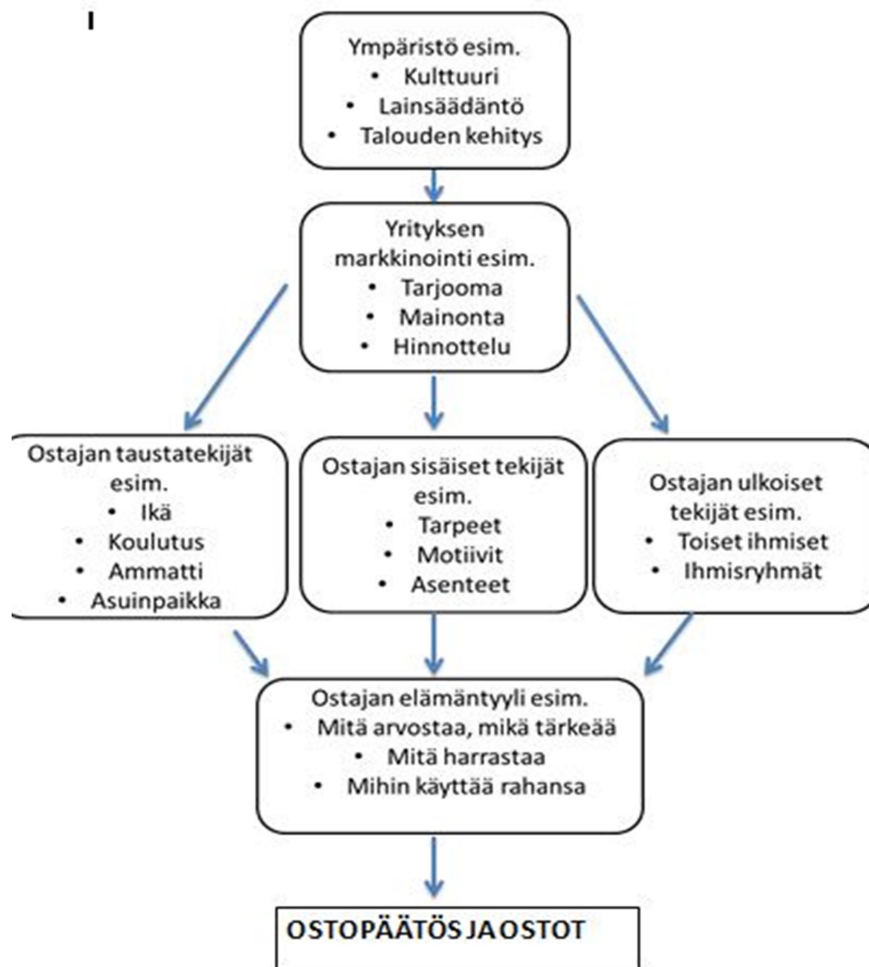 I
Ympäristö esim.
• Kulttuuri
• Lainsäädäntö
• Talouden kehitys
Yrityksen
markkinointi esim.
• Tarjooma
• Mainonta
• Hinnottelu
Ostajan taustatekijät
esim.
• Ikä
• Koulutus
• Ammatti
• Asuinpaikka
Ostajan sisäiset tekijät
esim.
• Tarpeet
• Motiivit
• Asenteet
Ostajan ulkoiset
tekijät esim.
• Toiset ihmiset
• Ihmisryhmät
Ostajan elämäntyyli esim.
• Mitä arvostaa, mikä tärkeää
• Mitä harrastaa
• Mihin käyttää rahansa
OSTOPÄÄTÖS JA OSTOT